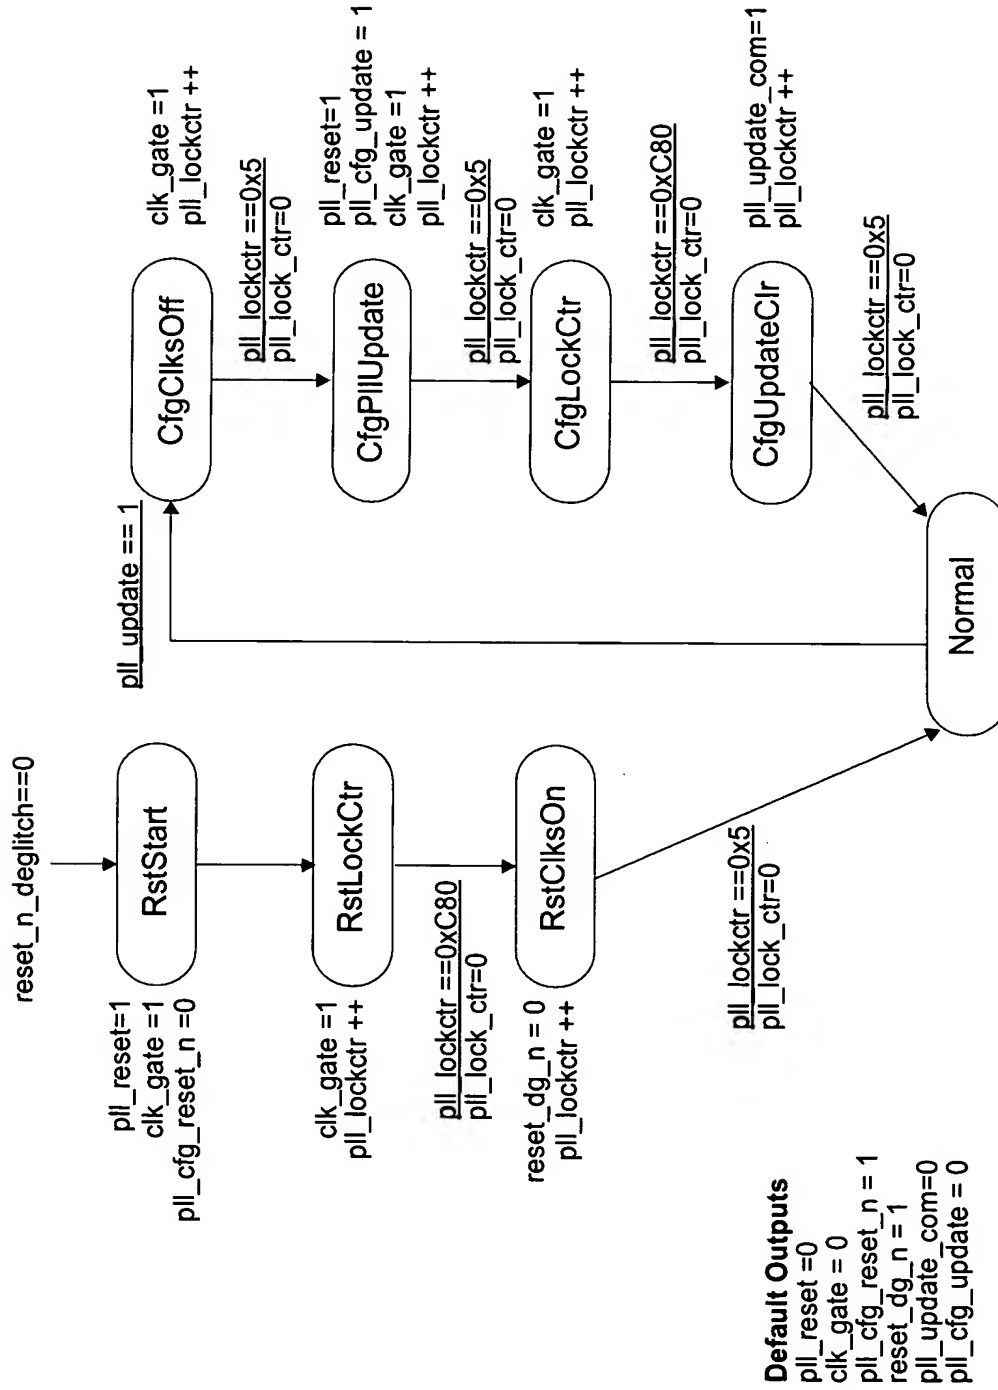 reset_n_deglitch==0
pll_reset=1
clk_gate =1
pll_cfg_reset_n =0
RstStart
clk_gate =1
pll_lockctr ++
RstLockCtr
pll_lockctr ==0xC80
pll_lock_ctr=0
reset_dg_n = 0
pll_lockctr ++
RstClksOn
pll_lockctr ==0x5
pll_lock_ctr=0
Normal
pll_update == 1
CfgClksOff
clk_gate =1
pll_lockctr ++
pll_lockctr ==0x5
pll_lock_ctr=0
CfgPllUpdate
pll_reset=1
pll_cfg_update = 1
clk_gate =1
pll_lockctr ++
pll_lockctr ==0x5
pll_lock_ctr=0
CfgLockCtr
clk_gate =1
pll_lockctr ++
pll_lockctr ==0xC80
pll_lock_ctr=0
CfgUpdateClr
pll_update_com=1
pll_lockctr ++
pll_lockctr ==0x5
pll_lock_ctr=0
Default Outputs
pll_reset =0
clk_gate = 0
pll_cfg_reset_n = 1
reset_dg_n = 1
pll_update_com=0
pll_cfg_update = 0